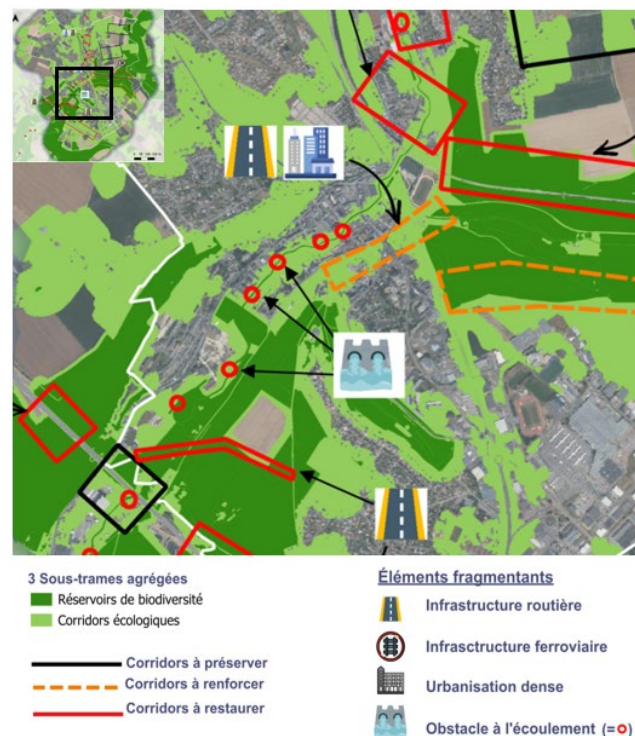 3 Sous-trames agrégées
Réservoirs de biodiversité
Corridors écologiques
Corridors à préserver
Corridors à renforcer
Corridors à restaurer
Éléments fragmentants
Infrastructure routière
Infrasctructure ferroviaire
Urbanisation dense
Obstacle à l'écoulement (=o)